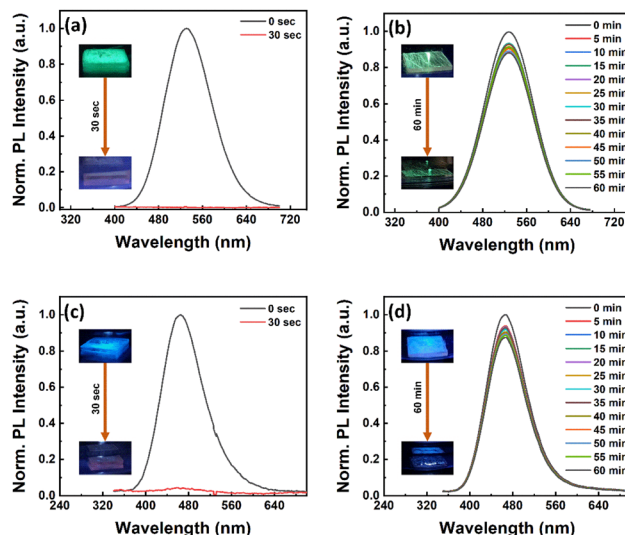 (a)
0 sec
30 sec
30 sec
Norm. PL Intensity (a.u.)
1.0
0.8
0.6
0.4
0.2
0.0
320 400 480 560 640 720
Wavelength (nm)
(b)
0 min
5 min
10 min
15 min
20 min
25 min
30 min
35 min
40 min
45 min
50 min
55 min
60 min
60 min
Norm. PL Intensity (a.u.)
1.0
0.8
0.6
0.4
0.2
0.0
320 400 480 560 640 720
Wavelength (nm)
(c)
0 sec
30 sec
30 sec
Norm. PL Intensity (a.u.)
1.0
0.8
0.6
0.4
0.2
0.0
240 320 400 480 560 640
Wavelength (nm)
(d)
0 min
5 min
10 min
15 min
20 min
25 min
30 min
35 min
40 min
45 min
50 min
55 min
60 min
60 min
Norm. PL Intensity (a.u.)
1.0
0.8
0.6
0.4
0.2
0.0
240 320 400 480 560 640
Wavelength (nm)